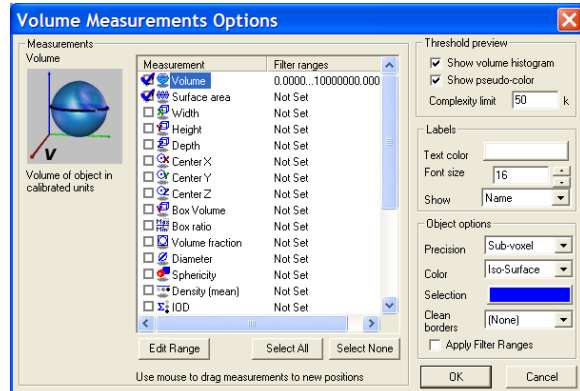 Volume Measurements Options
Measurements
Volume
V
Volume of object in
calibrated units
Measurement Filter ranges
Volume 0.0000...10000000.000
Surface area Not Set
Width Not Set
Height Not Set
Depth Not Set
Center X Not Set
Center Y Not Set
Center Z Not Set
Box Volume Not Set
Box ratio Not Set
Volume fraction Not Set
Diameter Not Set
Sphericity Not Set
Density (mean) Not Set
IOD Not Set
Edit Range Select All Select None
Use mouse to drag measurements to new positions
Threshold preview
Show volume histogram
Show pseudo-color
Complexity limit 50 k
Labels
Text color
Font size 16
Show Name
Object options
Precision Sub-voxel
Color Iso-Surface
Selection
Clean
borders (None)
Apply Filter Ranges
OK Cancel